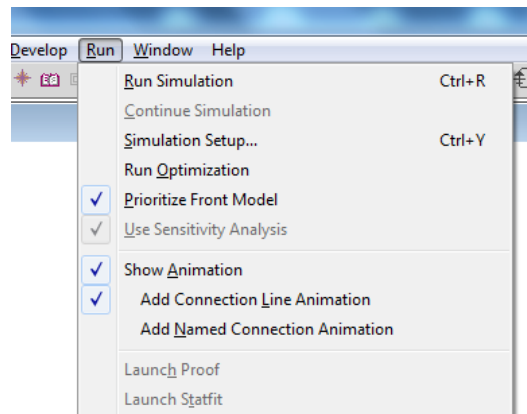 Develop Run Window Help
Run Simulation Ctrl+R
Continue Simulation
Simulation Setup... Ctrl+Y
Run Optimization
Prioritize Front Model
Use Sensitivity Analysis
Show Animation
Add Connection Line Animation
Add Named Connection Animation
Launch Proof
Launch Statfit